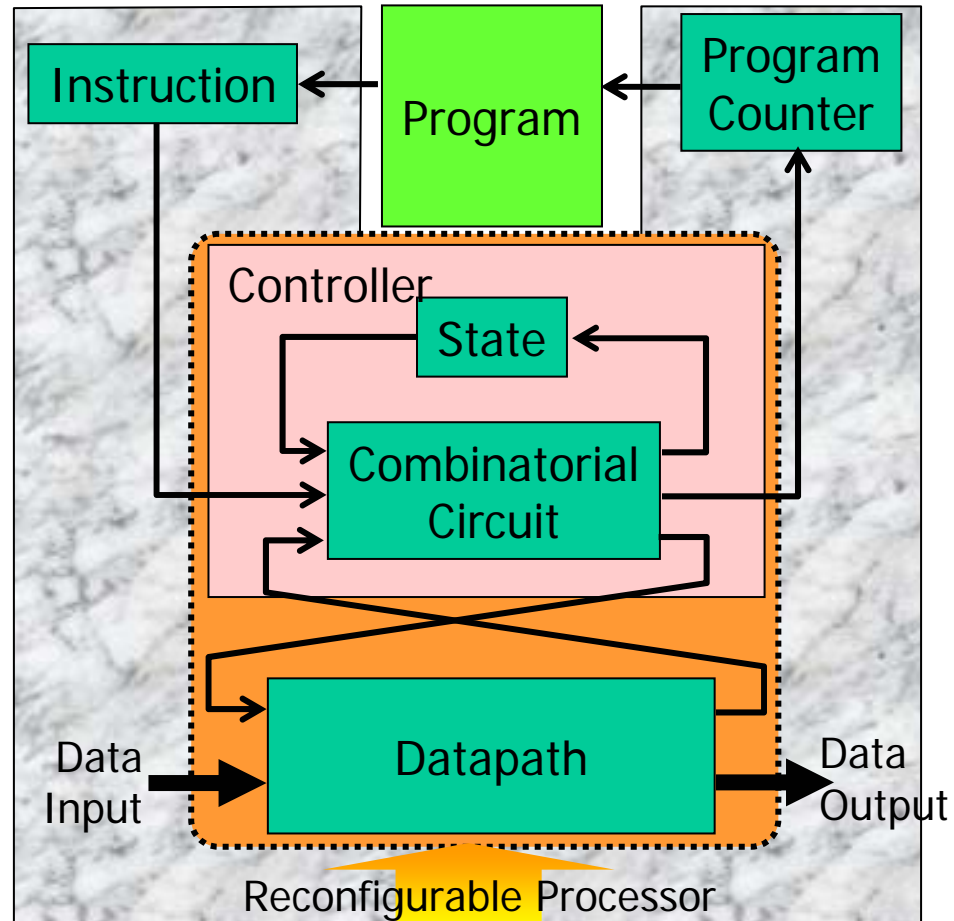 Instruction
Program
Program
Counter
Controller
State
Combinatorial
Circuit
Datapath
Data
Input
Data
Output
Reconfigurable Processor